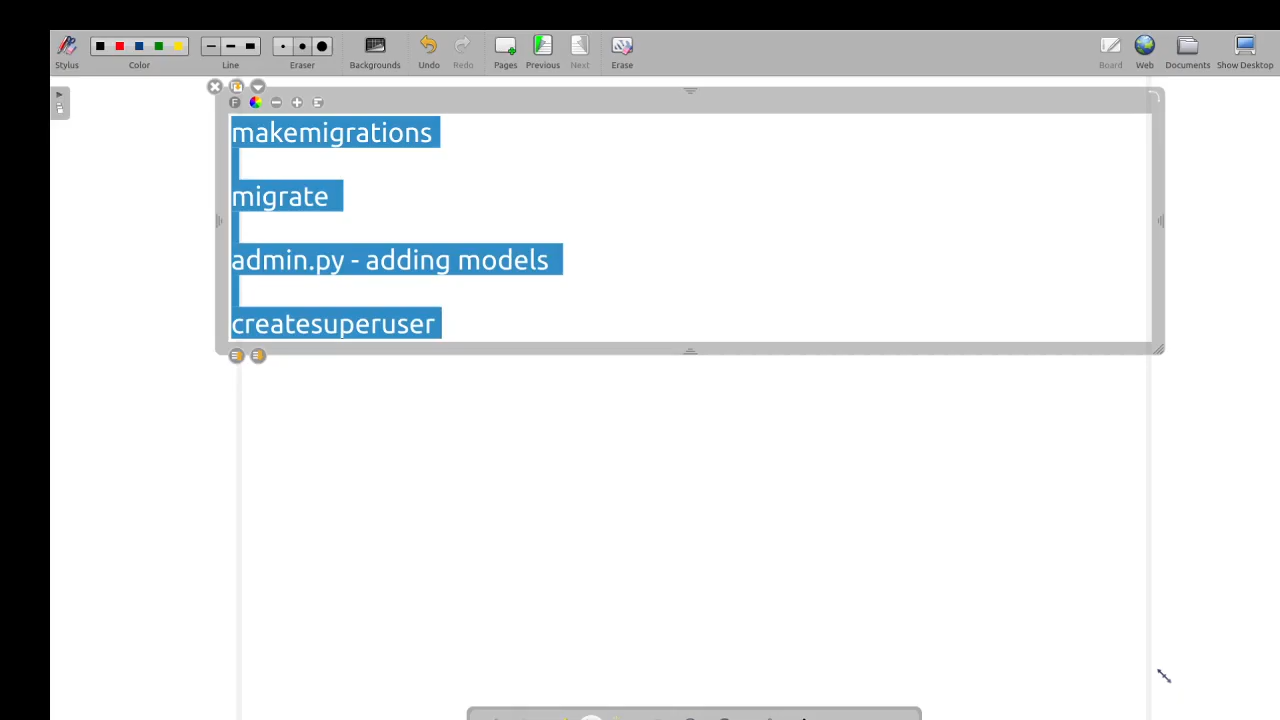 Stylus
Color
Line
Eraser
Backgrounds
Undo
Redo
Pages
Previous
Next
Erase
Board
Web
Documents
Show Desktop
F
makemigrations
migrate
admin.py - adding models
createsuperuser